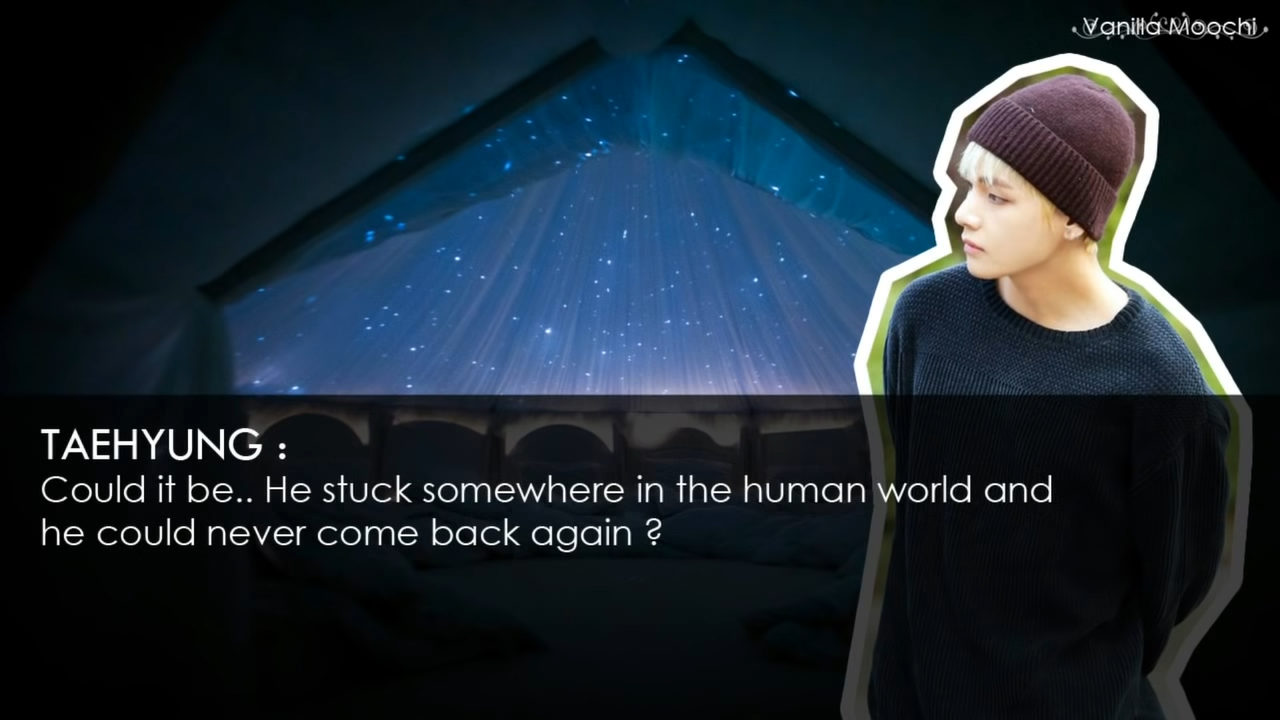 Vanilla Moochi
TAEHYUNG :
Could it be.. He stuck somewhere in the human world and
he could never come back again ?